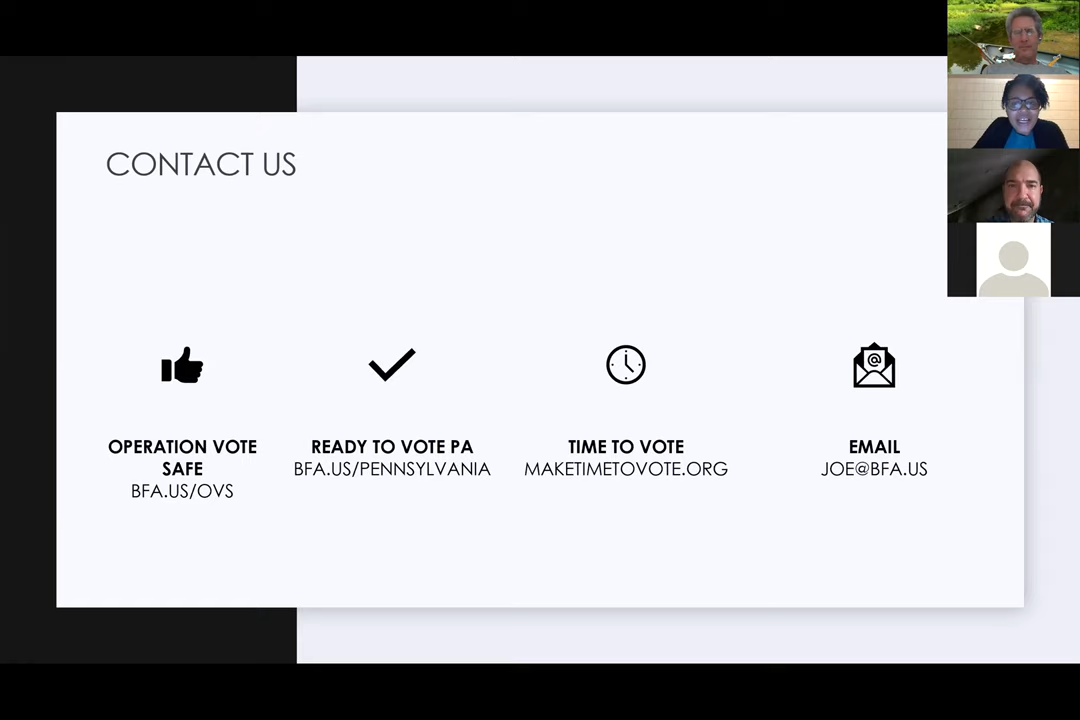 CONTACT US
OPERATION VOTE
SAFE
BFA.US/OVS
READY TO VOTE PA
BFA.US/PENNSYLVANIA
TIME TO VOTE
MAKETIMETOVOTE.ORG
EMAIL
JOE@BFA.US